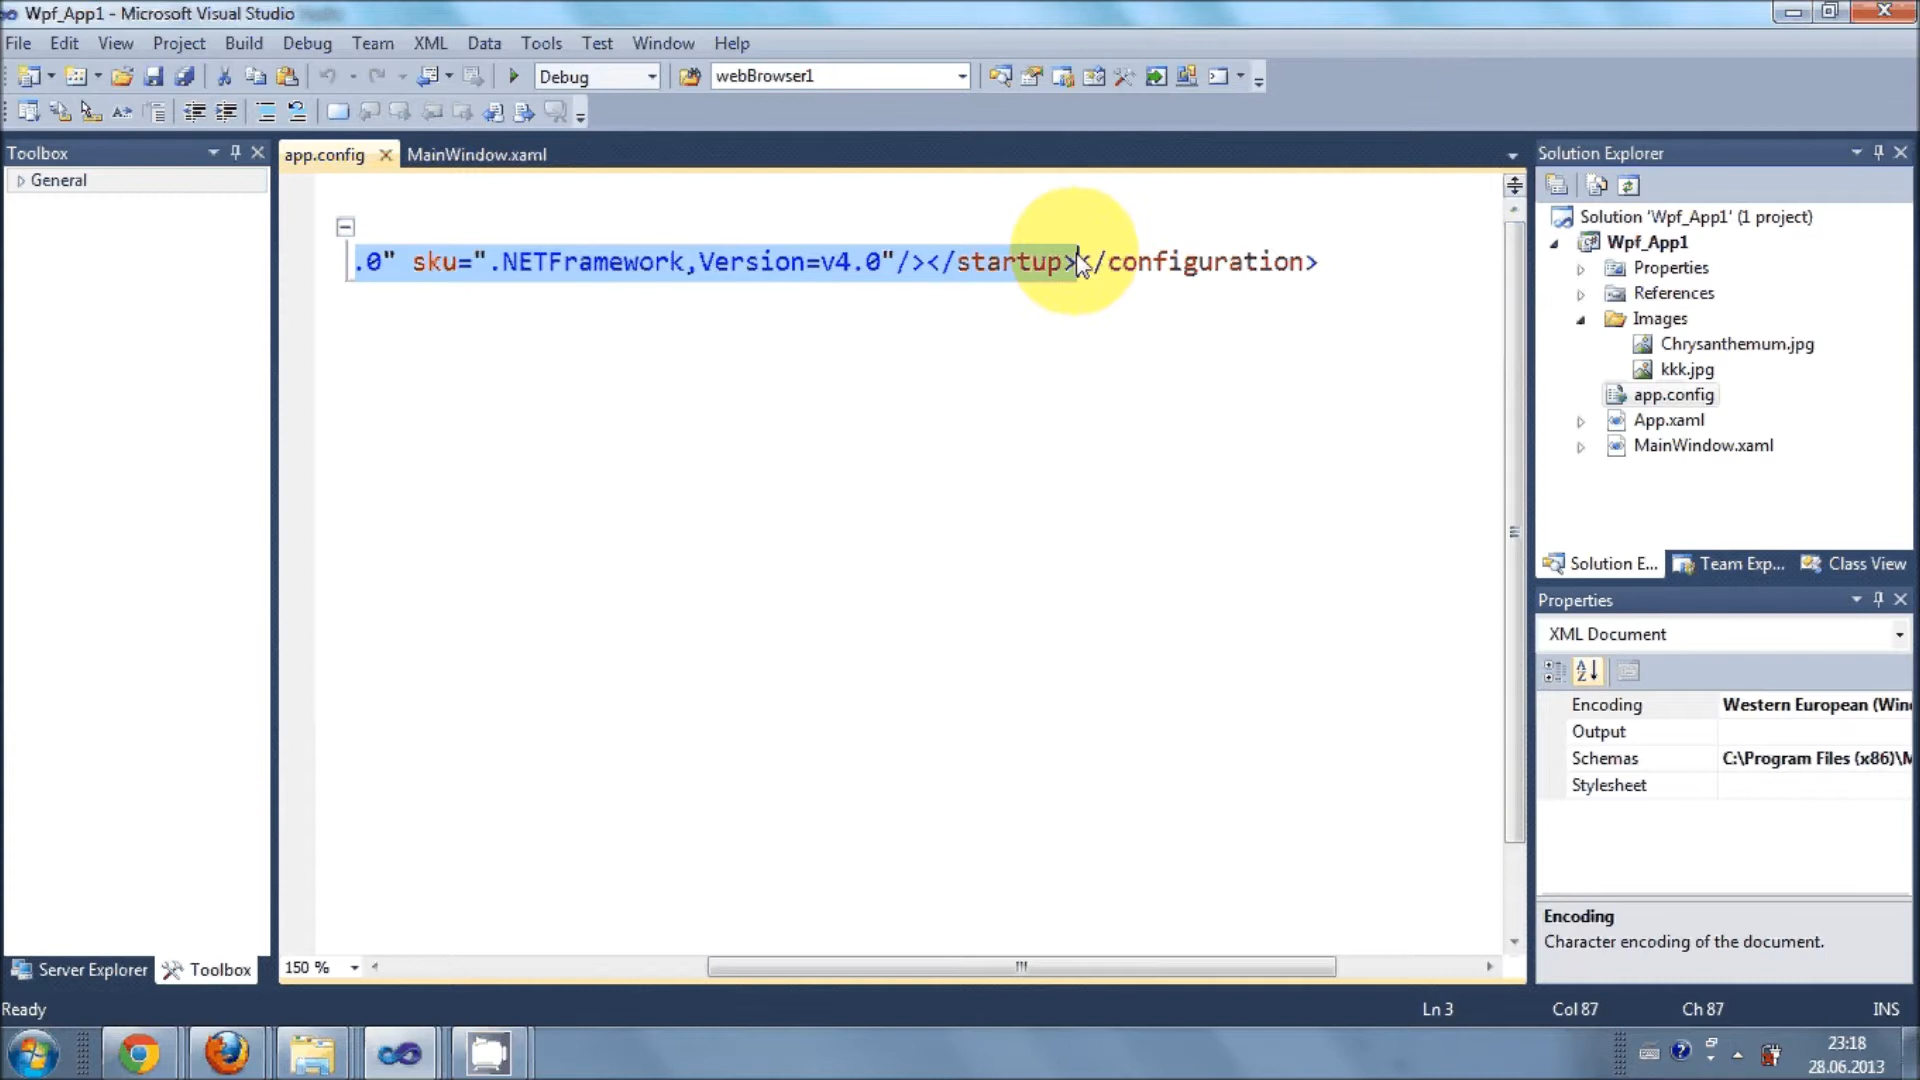 Wpf_App1 - Microsoft Visual Studio
File Edit View Project Build Debug Team XML Data Tools Test Window Help
Debug webBrowser1
Toolbox
General
app.config MainWindow.xaml
.0" sku=".NETFramework,Version=v4.0"/></startup></configuration>
Solution Explorer
Solution 'Wpf_App1' (1 project)
Wpf_App1
Properties
References
Images
Chrysanthemum.jpg
kkk.jpg
app.config
App.xaml
MainWindow.xaml
Solution E... Team Exp... Class View
Properties
XML Document
Encoding Western European (Win
Output
Schemas C:\Program Files (x86)\M
Stylesheet
Encoding
Character encoding of the document.
Server Explorer Toolbox
150 %
Ready Ln 3 Col 87 Ch 87 INS
23:18
28.06.2013